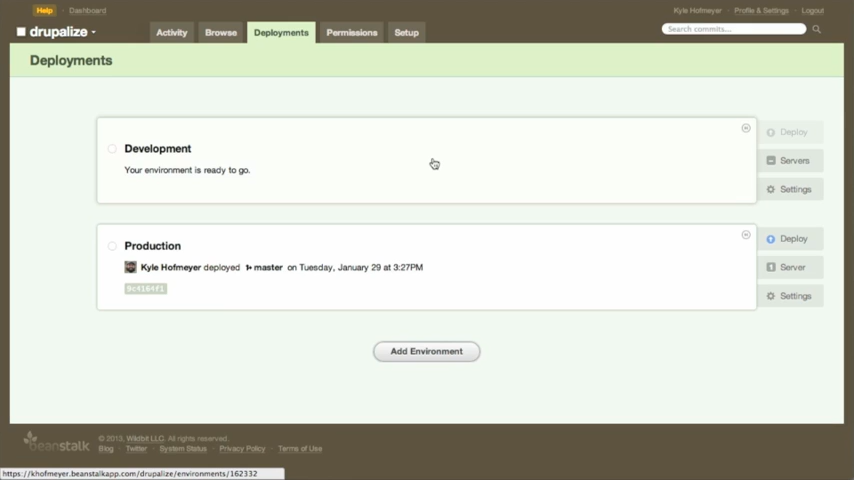 Help · Dashboard
Kyle Hofmeyer · Profile & Settings · Logout
drupalize
Activity
Browse
Deployments
Permissions
Setup
Search commits...
Deployments
Development
Your environment is ready to go.
Deploy
Servers
Settings
Production
Kyle Hofmeyer deployed master on Tuesday, January 29 at 3:27PM
9c4164f1
Deploy
1 Server
Settings
Add Environment
beanstalk
© 2013, Wildbit LLC. All rights reserved.
Blog · Twitter · System Status · Privacy Policy · Terms of Use
https://khofmeyer.beanstalkapp.com/drupalize/environments/162332